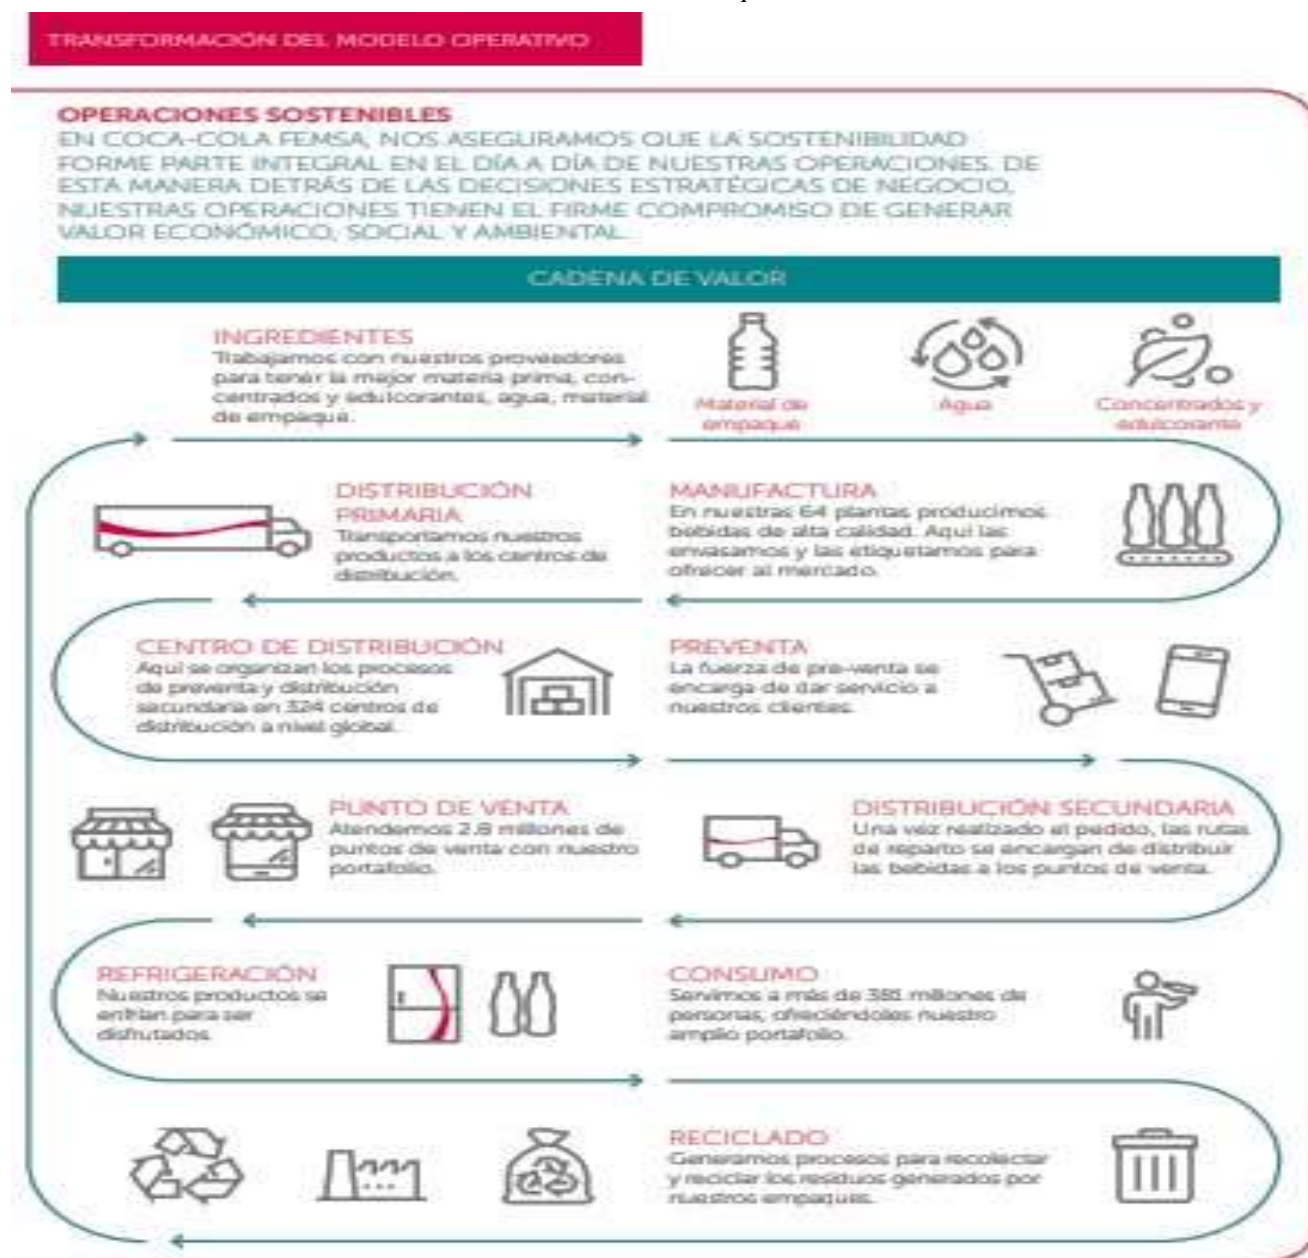 TRANSFORMACIÓN DEL MODELO OPERATIVO
OPERACIONES SOSTENIBLES
EN COCA-COLA FEMSA, NOS ASEGURAMOS QUE LA SOSTENIBILIDAD
FORME PARTE INTEGRAL EN EL DÍA A DÍA DE NUESTRAS OPERACIONES. DE
ESTA MANERA DETRÁS DE LAS DECISIONES ESTRATÉGICAS DE NEGOCIO,
NUESTRAS OPERACIONES TIENEN EL FIRME COMPROMISO DE GENERAR
VALOR ECONÓMICO, SOCIAL Y AMBIENTAL.
CADENA DE VALOR
INGREDIENTES
Trabajamos con nuestros proveedores
para tener la mejor materia prima, con-
centrados y edulcorantes, agua, material
de empaque.
Material de
empaque
Agua
Concentrados y
edulcorante
DISTRIBUCIÓN
PRIMARIA
Transportamos nuestros
productos a los centros de
distribución.
MANUFACTURA
En nuestras 64 plantas producimos
bebidas de alta calidad. Aquí las
envasamos y las etiquetamos para
ofrecer al mercado.
CENTRO DE DISTRIBUCIÓN
Aquí se organizan los procesos
de preventa y distribución
secundaria en 324 centros de
distribución a nivel global.
PREVENTA
La fuerza de pre-venta se
encarga de dar servicio a
nuestros clientes.
PUNTO DE VENTA
Atendemos 2.8 millones de
puntos de venta con nuestro
portafolio.
DISTRIBUCIÓN SECUNDARIA
Una vez realizado el pedido, las rutas
de reparto se encargan de distribuir
las bebidas a los puntos de venta.
REFRIGERACIÓN
Nuestros productos se
enfrían para ser
disfrutados.
CONSUMO
Servimos a más de 381 millones de
personas, ofreciéndoles nuestro
amplio portafolio.
RECICLADO
Generamos procesos para recolectar
y reciclar los residuos generados por
nuestros empaques.